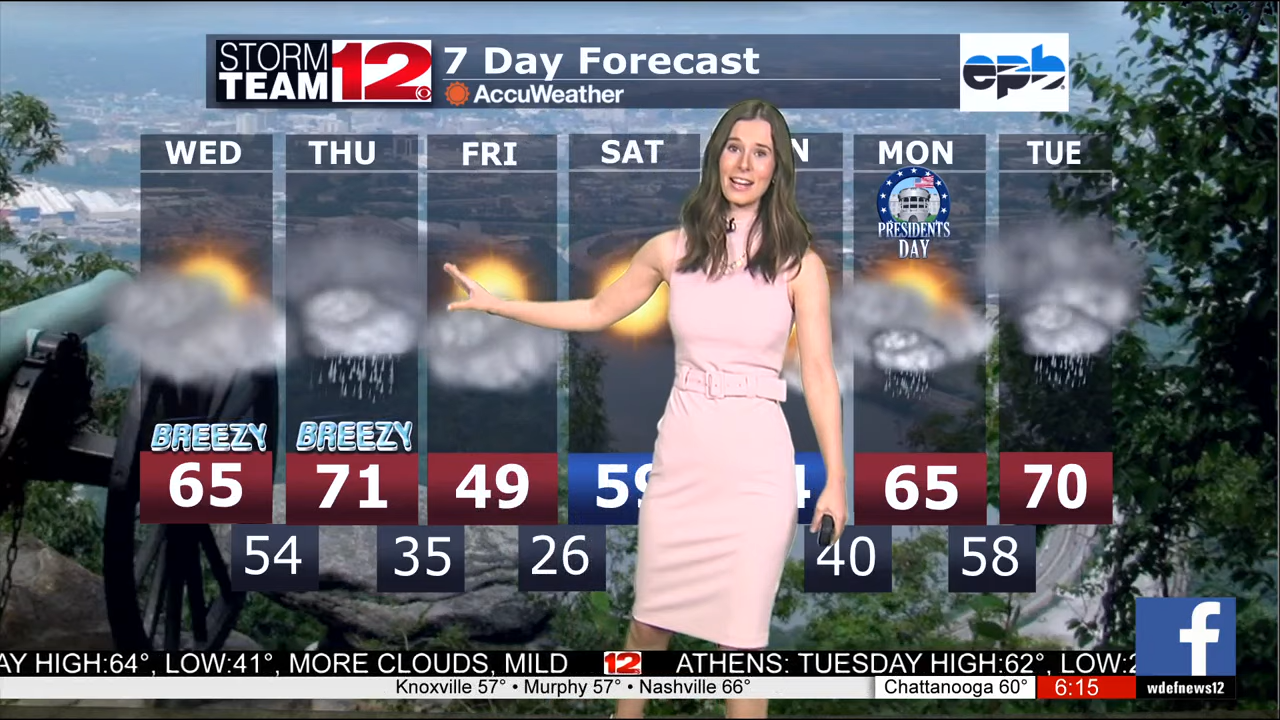 STORM
TEAM 12
7 Day Forecast
AccuWeather
epb
WED THU FRI SAT MON TUE
PRESIDENTS
DAY
BREEZY BREEZY
65 71 49 65 70
54 35 26 40 58
AY HIGH:64°, LOW:41°, MORE CLOUDS, MILD 12 ATHENS: TUESDAY HIGH:62°, LOW:2
Knoxville 57° • Murphy 57° • Nashville 66° Chattanooga 60° 6:15
wdefnews12